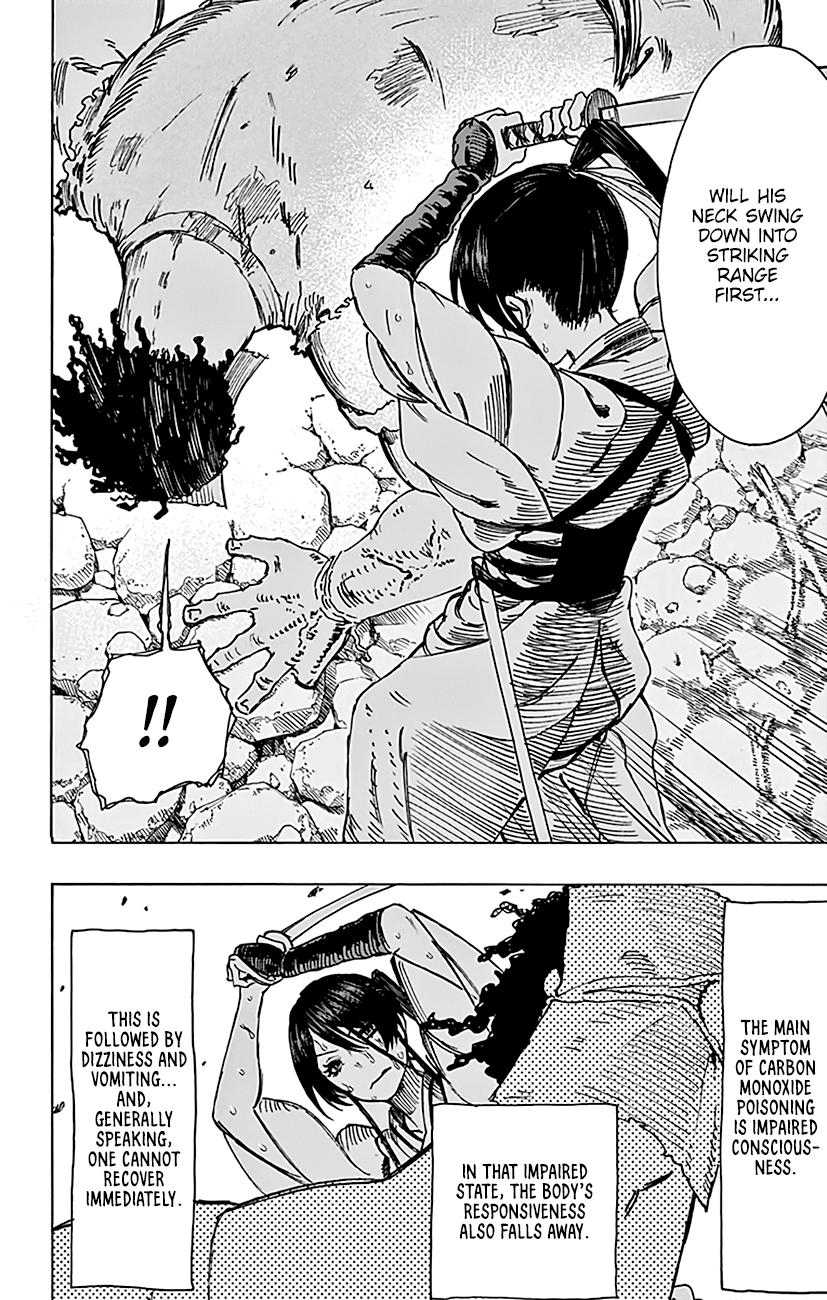 WILL HIS
NECK SWING
DOWN INTO
STRIKING
RANGE
FIRST...
!!
THE MAIN
SYMPTOM
OF CARBON
MONOXIDE
POISONING
IS IMPAIRED
CONSCIOUS-
NESS.
IN THAT IMPAIRED
STATE, THE BODY'S
RESPONSIVENESS
ALSO FALLS AWAY.
THIS IS
FOLLOWED BY
DIZZINESS AND
VOMITING...
AND,
GENERALLY
SPEAKING,
ONE CANNOT
RECOVER
IMMEDIATELY.